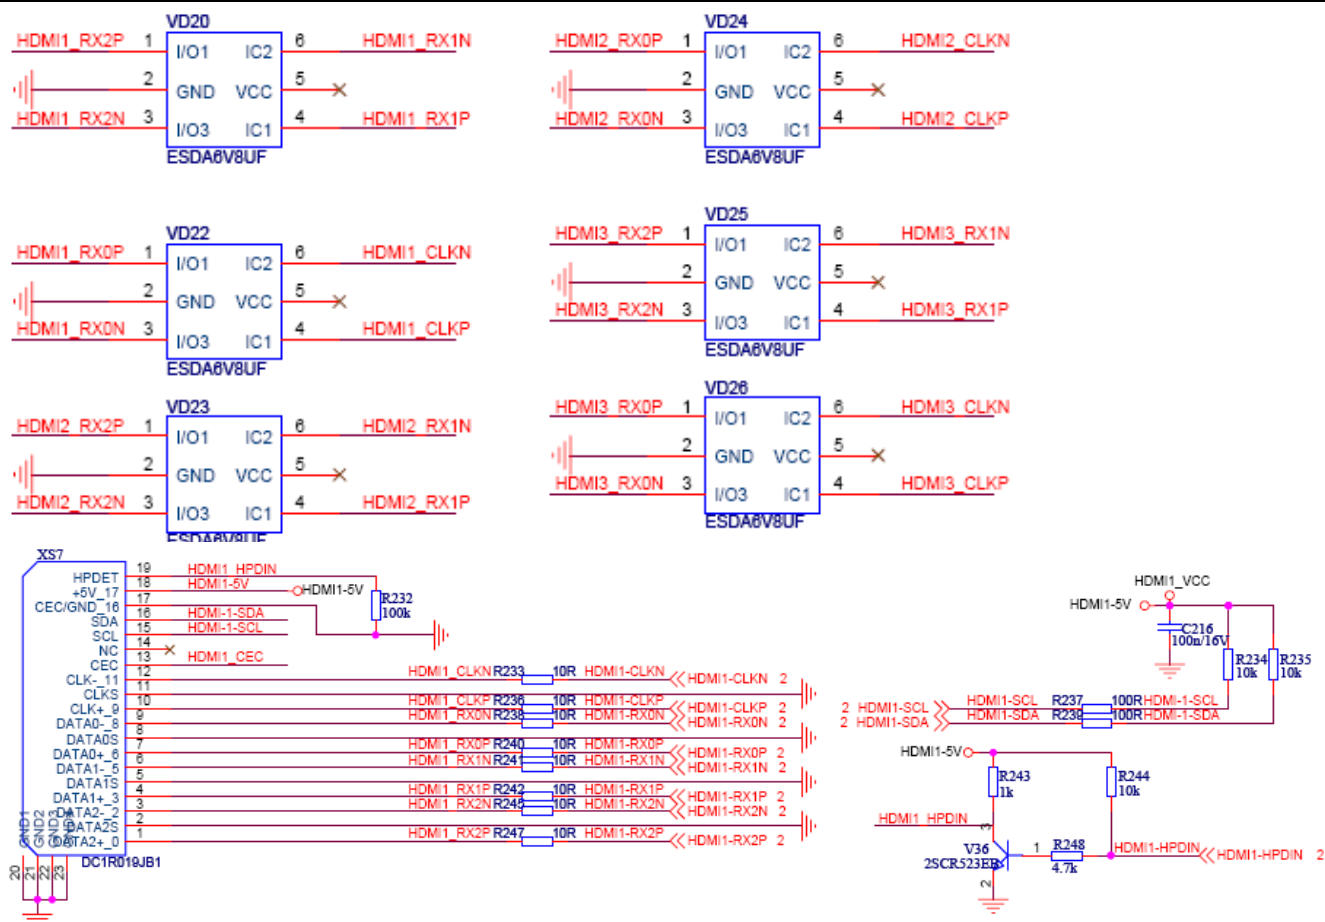 VD20
HDMI1_RX2P 1 I/O1 IC2 6 HDMI1_RX1N
2 GND VCC 5
HDMI1_RX2N 3 I/O3 IC1 4 HDMI1_RX1P
ESDA6V8UF
VD24
HDMI2_RX0P 1 I/O1 IC2 6 HDMI2_CLKN
2 GND VCC 5
HDMI2_RX0N 3 I/O3 IC1 4 HDMI2_CLKP
ESDA6V8UF
VD22
HDMI1_RX0P 1 I/O1 IC2 6 HDMI1_CLKN
2 GND VCC 5
HDMI1_RX0N 3 I/O3 IC1 4 HDMI1_CLKP
ESDA6V8UF
VD25
HDMI3_RX2P 1 I/O1 IC2 6 HDMI3_RX1N
2 GND VCC 5
HDMI3_RX2N 3 I/O3 IC1 4 HDMI3_RX1P
ESDA6V8UF
VD23
HDMI2_RX2P 1 I/O1 IC2 6 HDMI2_RX1N
2 GND VCC 5
HDMI2_RX2N 3 I/O3 IC1 4 HDMI2_RX1P
ESDA6V8UF
VD26
HDMI3_RX0P 1 I/O1 IC2 6 HDMI3_CLKN
2 GND VCC 5
HDMI3_RX0N 3 I/O3 IC1 4 HDMI3_CLKP
ESDA6V8UF
XS7
HPDET 19 HDMI1_HPDIN
+5V_17 18 HDMI1-5V HDMI1-5V
CEC/GND_16 17
SDA 16 HDMI-1-SDA
SCL 15 HDMI-1-SCL
NC 14
CEC 13 HDMI1_CEC
R232
100k
CLK-_11 12 HDMI1_CLKN R233 10R HDMI1-CLKN HDMI1-CLKN 2
CLKS 11
CLK+_9 10 HDMI1_CLKP R236 10R HDMI1-CLKP HDMI1-CLKP 2
DATA0-_8 9 HDMI1_RX0N R238 10R HDMI1-RX0N HDMI1-RX0N 2
DATA0S 8
DATA0+_6 7 HDMI1_RX0P R240 10R HDMI1-RX0P HDMI1-RX0P 2
DATA1-_5 6 HDMI1_RX1N R241 10R HDMI1-RX1N HDMI1-RX1N 2
DATA1S 5
DATA1+_3 4 HDMI1_RX1P R242 10R HDMI1-RX1P HDMI1-RX1P 2
DATA2-_2 3 HDMI1_RX2N R245 10R HDMI1-RX2N HDMI1-RX2N 2
DATA2S 2
DATA2+_0 1 HDMI1_RX2P R247 10R HDMI1-RX2P HDMI1-RX2P 2
GND1 GND2 GND3
DC1R019JB1
20 21 22 23
HDMI1_VCC
HDMI1-5V
C216
100n/16V
R234
10k
R235
10k
2 HDMI1-SCL HDMI1-SCL R237 100R HDMI-1-SCL
2 HDMI1-SDA HDMI1-SDA R239 100R HDMI-1-SDA
HDMI1-5V
R243
1k
R244
10k
HDMI1_HPDIN
3
V36
2SCR523EB
1
R248
4.7k
HDMI1-HPDIN HDMI1-HPDIN 2
2